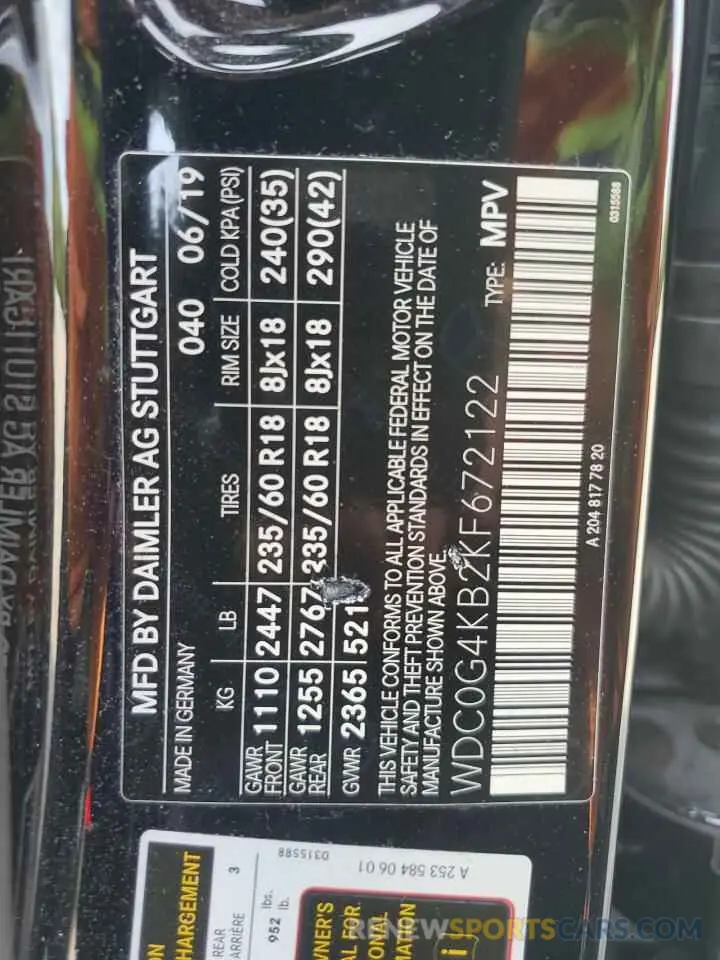 MFD BY DAIMLER AG STUTTGART
MADE IN GERMANY 040 06/19
KG LB TIRES RIM SIZE COLD KPA (PSI)
GAWR FRONT 1110 2447 235/60 R18 8Jx18 240(35)
GAWR REAR 1255 2767 235/60 R18 8Jx18 290(42)
GVWR 2365 521
THIS VEHICLE CONFORMS TO ALL APPLICABLE FEDERAL MOTOR VEHICLE
SAFETY AND THEFT PREVENTION STANDARDS IN EFFECT ON THE DATE OF
MANUFACTURE SHOWN ABOVE.
WDC0G4KB2KF672122 TYPE: MPV
A 204 817 78 20
0315588
CHARGEMENT
REAR
ARRIÈRE 3
952 lbs.
lb.
0315588
A 253 584 06 01
RENEWSPORTSCARS.COM